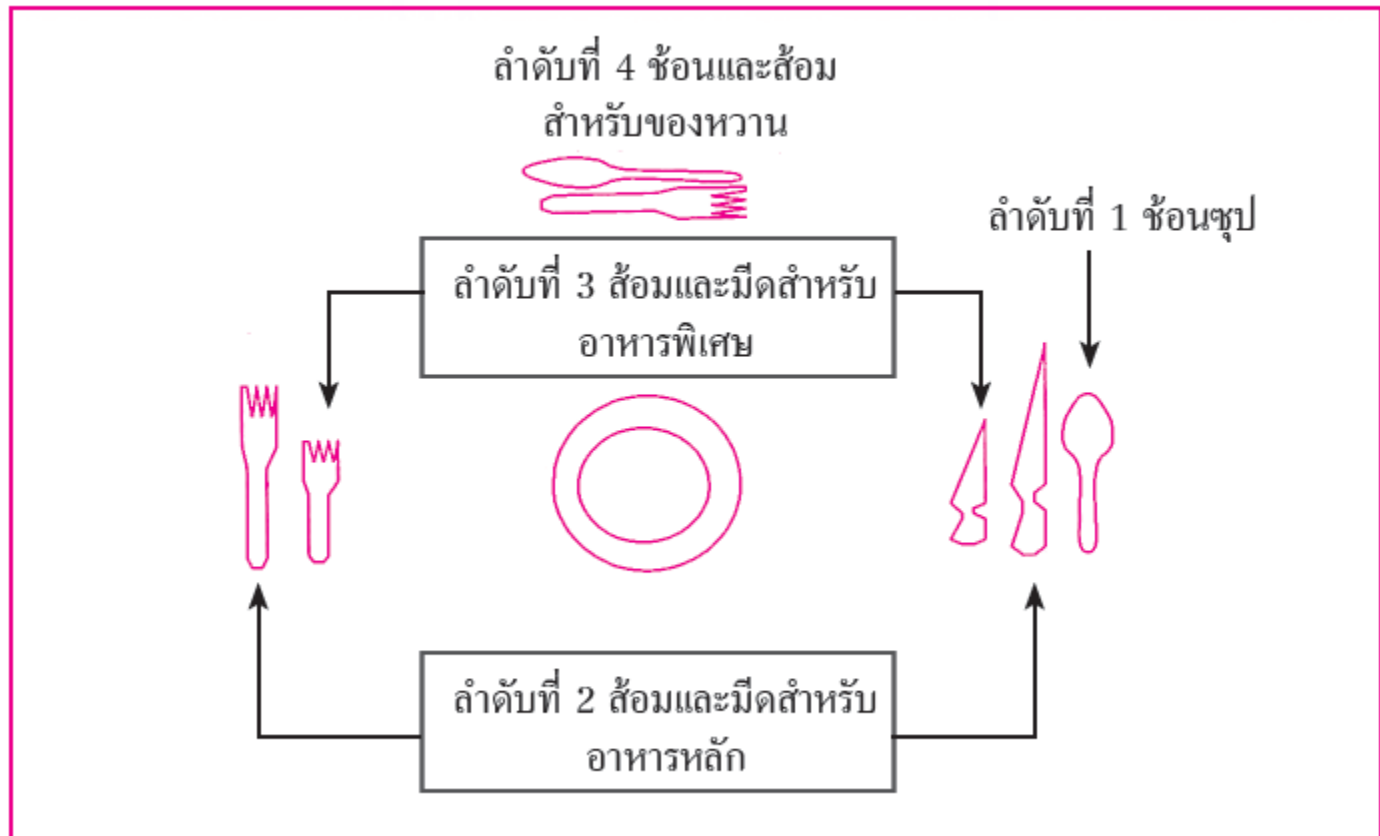 ลำดับที่ 4 ช้อนและส้อม
สำหรับของหวาน
ลำดับที่ 1 ช้อนซุป
ลำดับที่ 3 ส้อมและมีดสำหรับ
อาหารพิเศษ
ลำดับที่ 2 ส้อมและมีดสำหรับ
อาหารหลัก